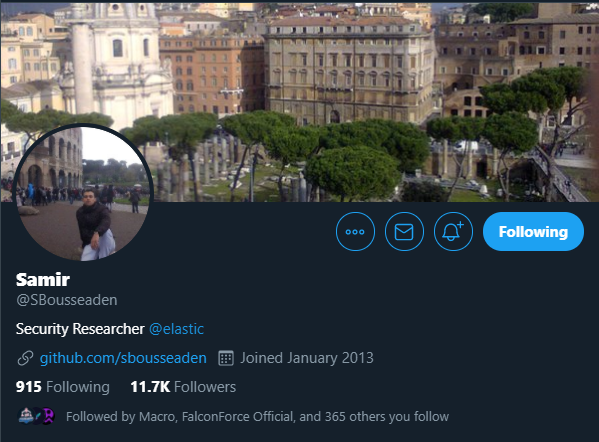 Following
Samir
@SBousseaden
Security Researcher @elastic
github.com/sbousseaden Joined January 2013
915 Following 11.7K Followers
Followed by Macro, FalconForce Official, and 365 others you follow